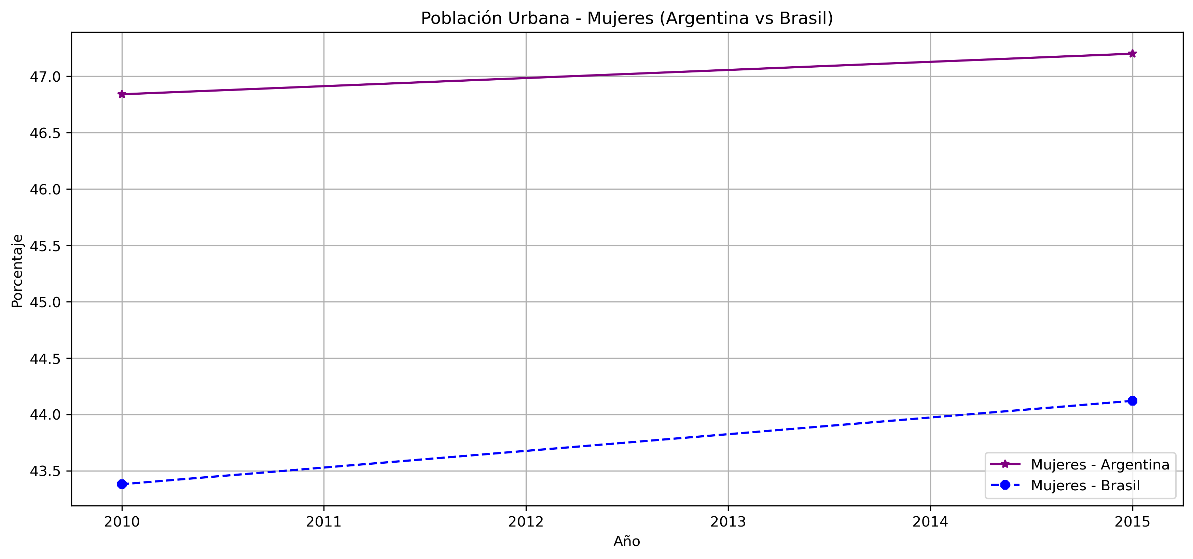 Población Urbana - Mujeres (Argentina vs Brasil)
47.0
46.5
46.0
45.5
45.0
44.5
44.0
43.5
Porcentaje
Mujeres - Argentina
Mujeres - Brasil
2010 2011 2012 2013 2014 2015
Año